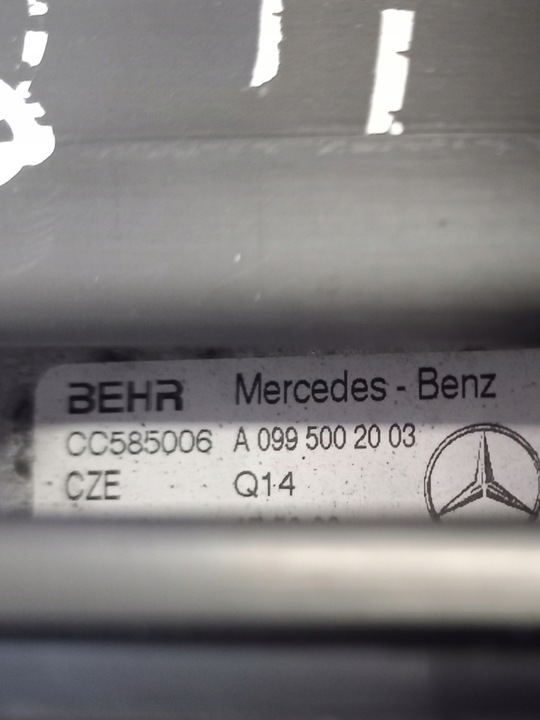 BEHR Mercedes - Benz
CC585006 A 099 500 20 03
CZE Q14